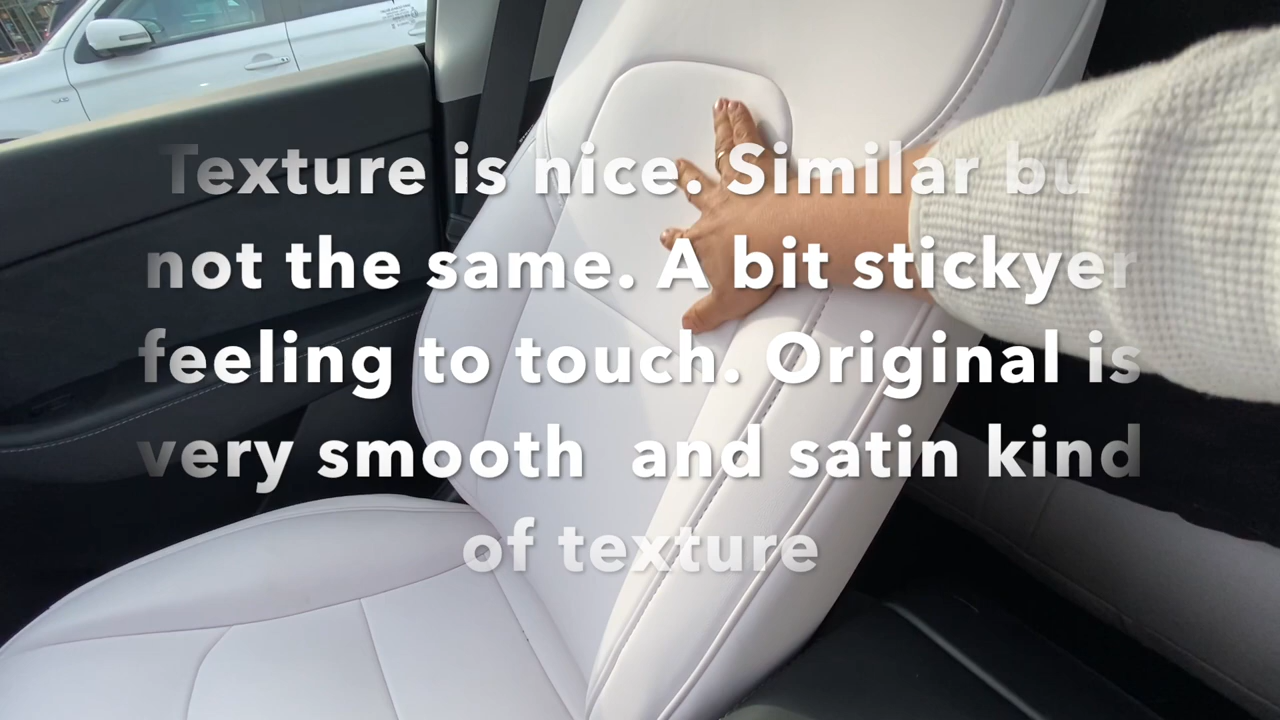 Texture is nice. Similar bu
not the same. A bit stickyer
feeling to touch. Original is
very smooth and satin kind
of texture